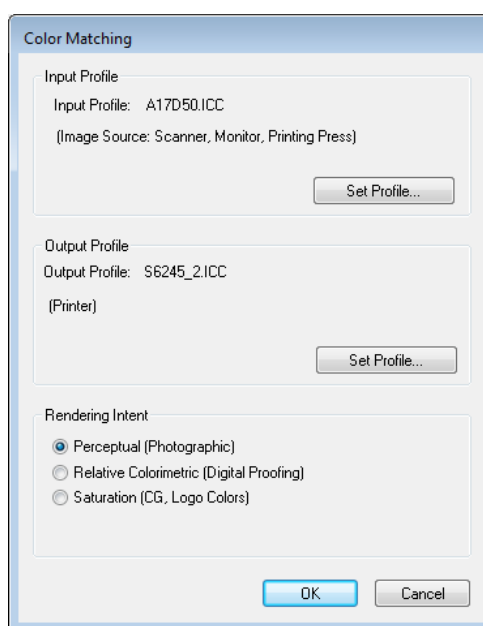 Color Matching
Input Profile
Input Profile: A17D50.ICC
(Image Source: Scanner, Monitor, Printing Press)
Set Profile...
Output Profile
Output Profile: S6245_2.ICC
(Printer)
Set Profile...
Rendering Intent
Perceptual (Photographic)
Relative Colorimetric (Digital Proofing)
Saturation (CG, Logo Colors)
OK Cancel